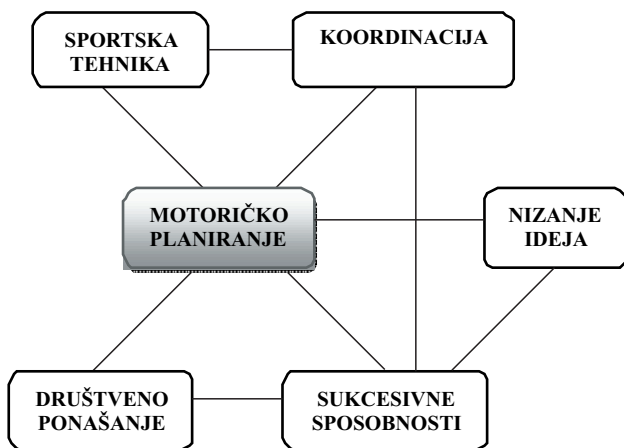 SPORTSKA
TEHNIKA
KOORDINACIJA
MOTORIČKO
PLANIRANJE
NIZANJE
IDEJA
DRUŠTVENO
PONAŠANJE
SUKCESIVNE
SPOSOBNOSTI